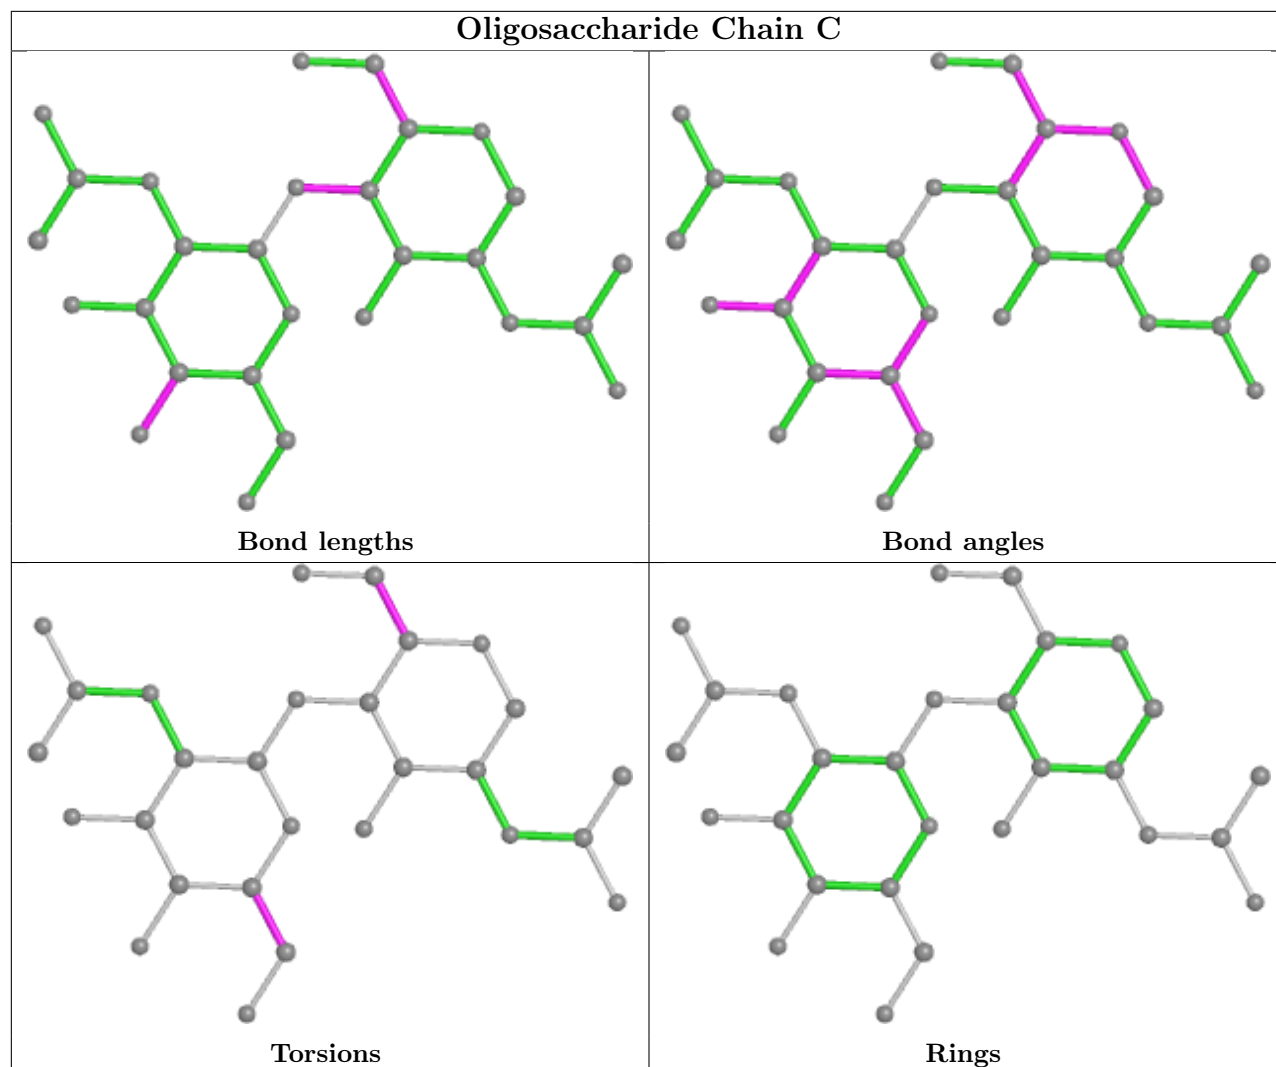 Oligosaccharide Chain C
Bond lengths
Bond angles
Torsions
Rings